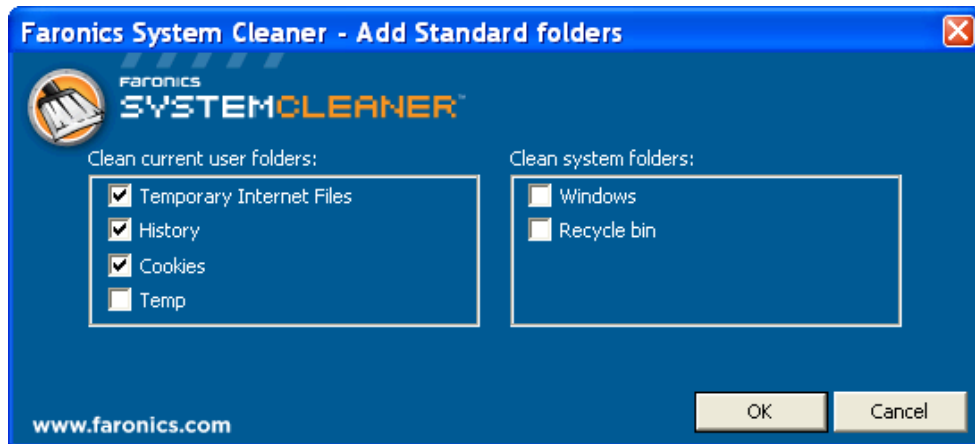 Faronics System Cleaner - Add Standard folders
Faronics
SYSTEMCLEANER™
Clean current user folders:
Temporary Internet Files
History
Cookies
Temp
Clean system folders:
Windows
Recycle bin
www.faronics.com
OK
Cancel